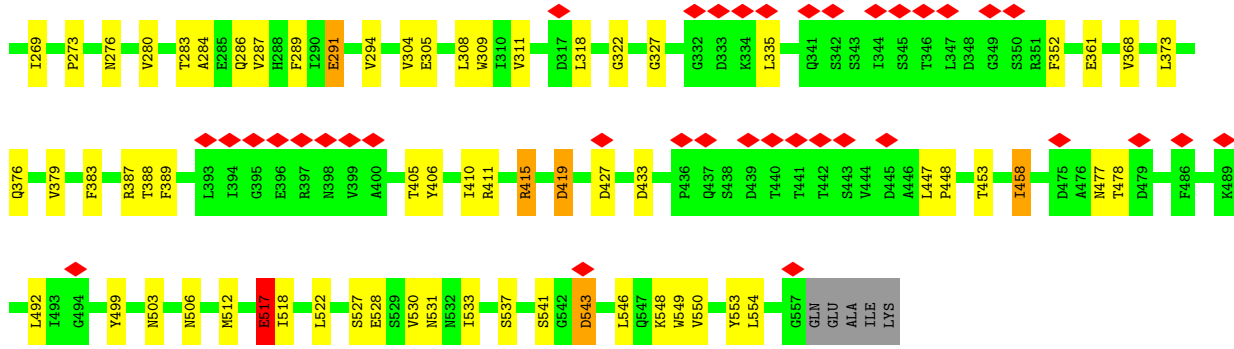 I269 P273 N276 V280 T283 A284 E285 Q286 V287 H288 F289 I290 E291 V294 V304 E305 L308 W309 I310 V311 D317 L318 G322 G327 G332 D333 K334 L335 Q341 S342 S343 I344 S345 T346 L347 D348 G349 S350 R351 F352 E361 V368 L373
Q376 V379 F383 R387 T388 F389 L393 I394 G395 E396 R397 N398 V399 A400 T405 Y406 I410 R411 R415 D419 D427 D433 P436 Q437 S438 D439 T440 T441 T442 S443 V444 D445 A446 L447 P448 T453 I458 D475 A476 N477 T478 D479 F486 K489
L492 I493 G494 Y499 N503 N506 M512 E517 I518 L522 S527 E528 S529 V530 N531 N532 I533 S537 S541 G542 D543 L546 Q547 K548 W549 V550 Y553 L554 G557 GLN GLU ALA ILE LYS